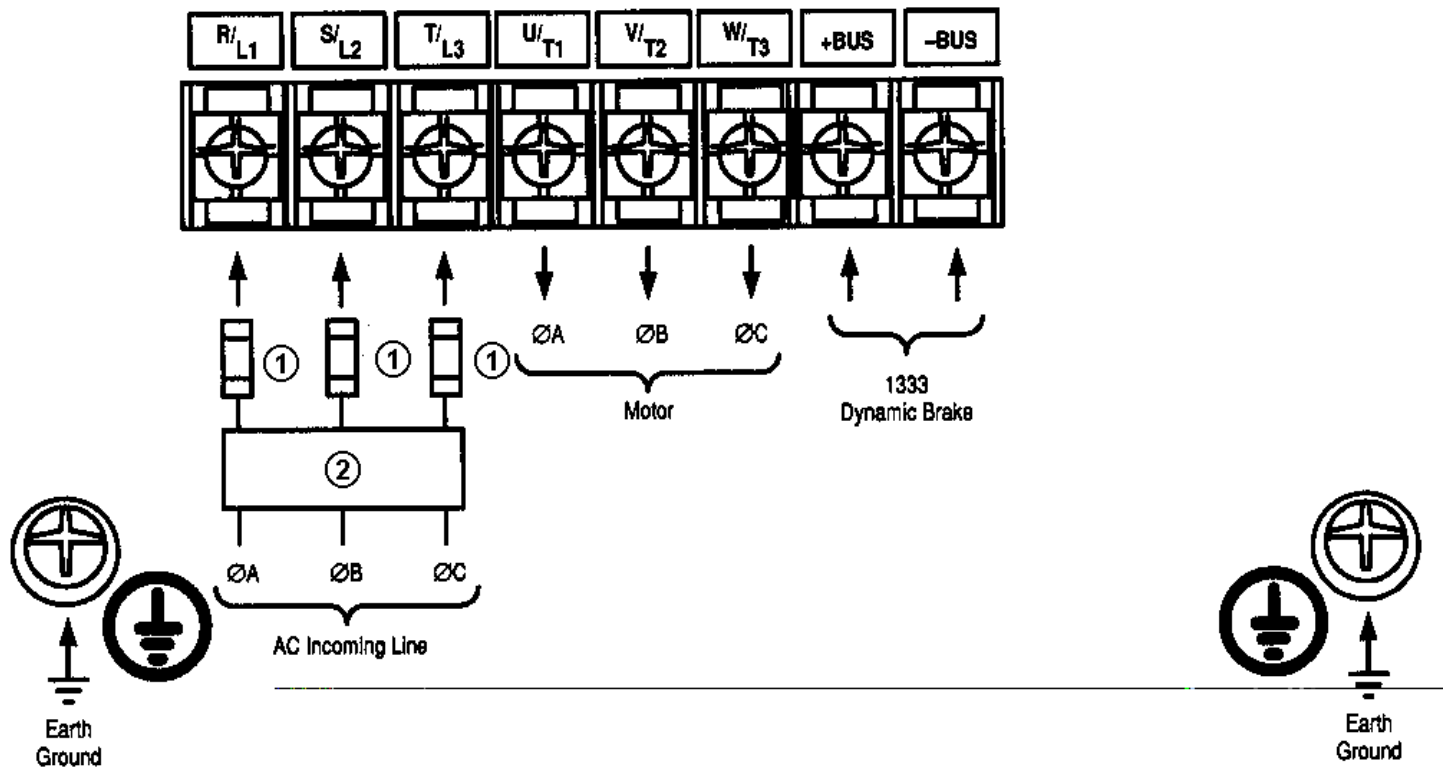 R/L1 S/L2 T/L3 U/T1 V/T2 W/T3 +BUS –BUS
ØA ØB ØC
① ① ①
Motor
1333
Dynamic Brake
②
ØA ØB ØC
AC Incoming Line
Earth
Ground
Earth
Ground